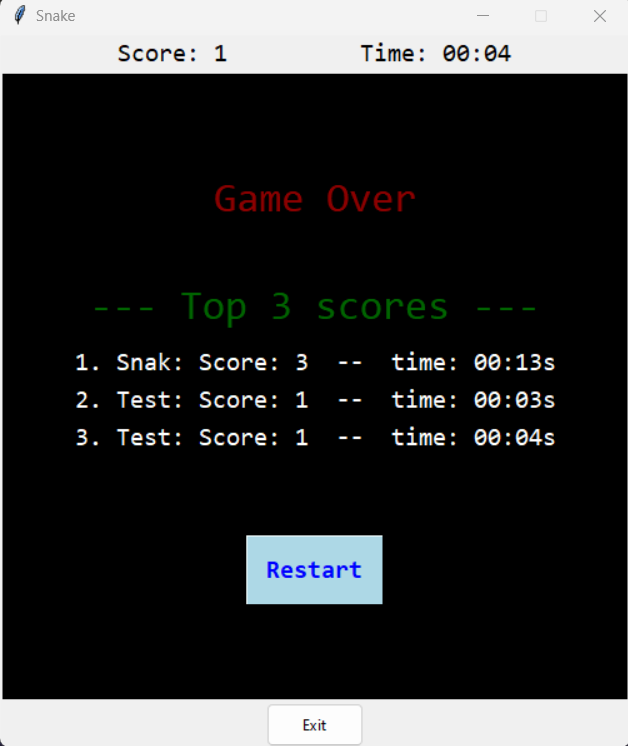 Snake
Score: 1 Time: 00:04
Game Over
--- Top 3 scores ---
1. Snak: Score: 3 -- time: 00:13s
2. Test: Score: 1 -- time: 00:03s
3. Test: Score: 1 -- time: 00:04s
Restart
Exit